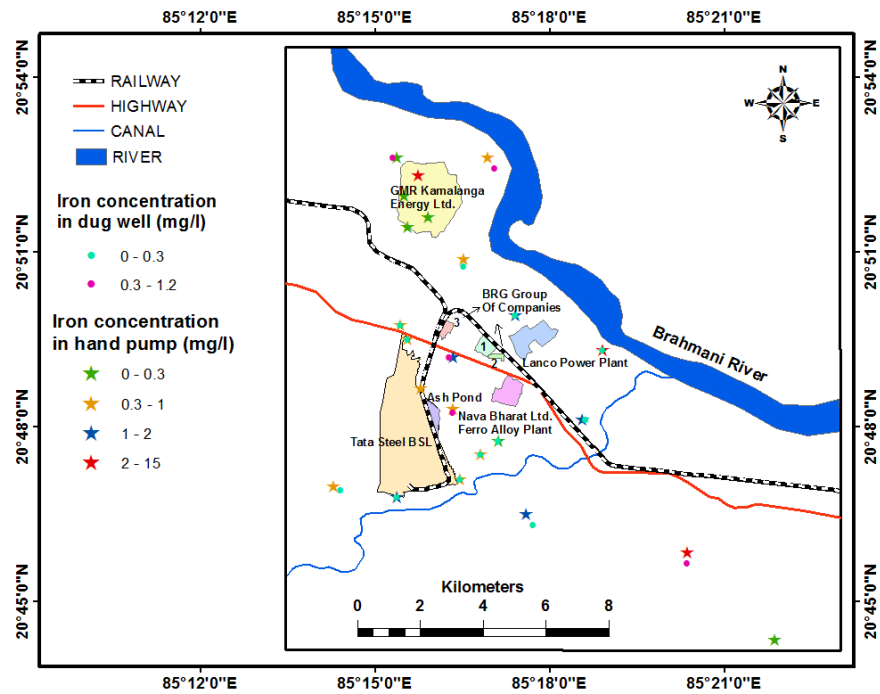 85°12'0"E 85°15'0"E 85°18'0"E 85°21'0"E
20°54'0"N
20°51'0"N
20°48'0"N
20°45'0"N
RAILWAY
HIGHWAY
CANAL
RIVER
Iron concentration
in dug well (mg/l)
0 - 0.3
0.3 - 1.2
Iron concentration
in hand pump (mg/l)
0 - 0.3
0.3 - 1
1 - 2
2 - 15
N
W E
S
GMR Kamalanga
Energy Ltd.
BRG Group
Of Companies
3
1
2
Lanco Power Plant
Brahmani River
Ash Pond
Nava Bharat Ltd.
Ferro Alloy Plant
Tata Steel BSL
Kilometers
0 2 4 6 8
20°54'0"N
20°51'0"N
20°48'0"N
20°45'0"N
85°12'0"E 85°15'0"E 85°18'0"E 85°21'0"E